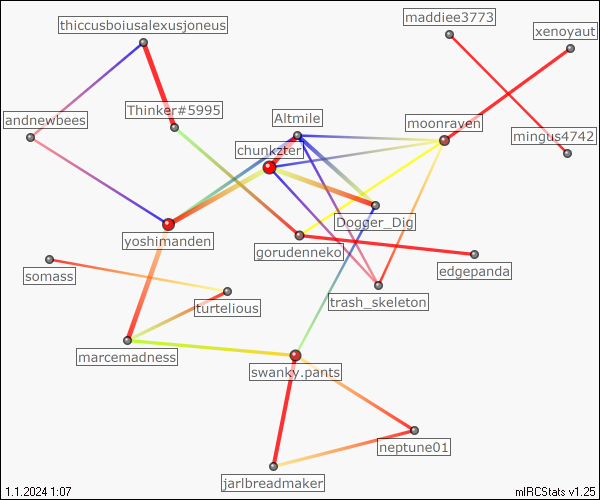 maddiee3773
thiccusboiusalexusjoneus
xenoyaut
Thinker#5995
andnewbees
Altmile
moonraven
mingus4742
chunkzter
Dogger_Dig
yoshimanden
gorudenneko
edgepanda
somass
trash_skeleton
turtelious
marcemadness
swanky.pants
neptune01
jarlbreadmaker
1.1.2024 1:07
mIRCStats v1.25